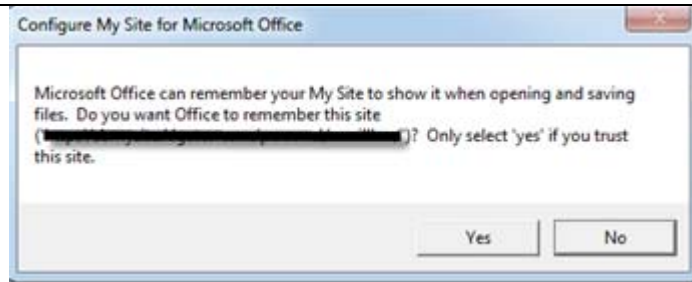 Configure My Site for Microsoft Office
Microsoft Office can remember your My Site to show it when opening and saving
files. Do you want Office to remember this site
(')? Only select 'yes' if you trust
this site.
Yes
No